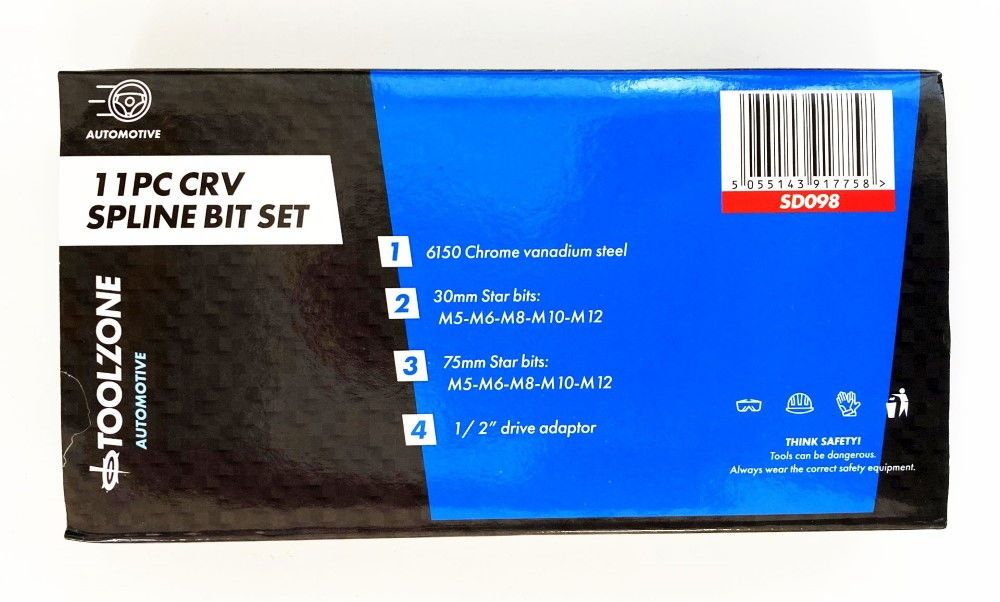 AUTOMOTIVE
11PC CRV
SPLINE BIT SET
TOOLZONE
AUTOMOTIVE
1 6150 Chrome vanadium steel
2 30mm Star bits:
M5-M6-M8-M10-M12
3 75mm Star bits:
M5-M6-M8-M10-M12
4 1/2" drive adaptor
5 055143 917758 >
SD098
THINK SAFETY!
Tools can be dangerous.
Always wear the correct safety equipment.